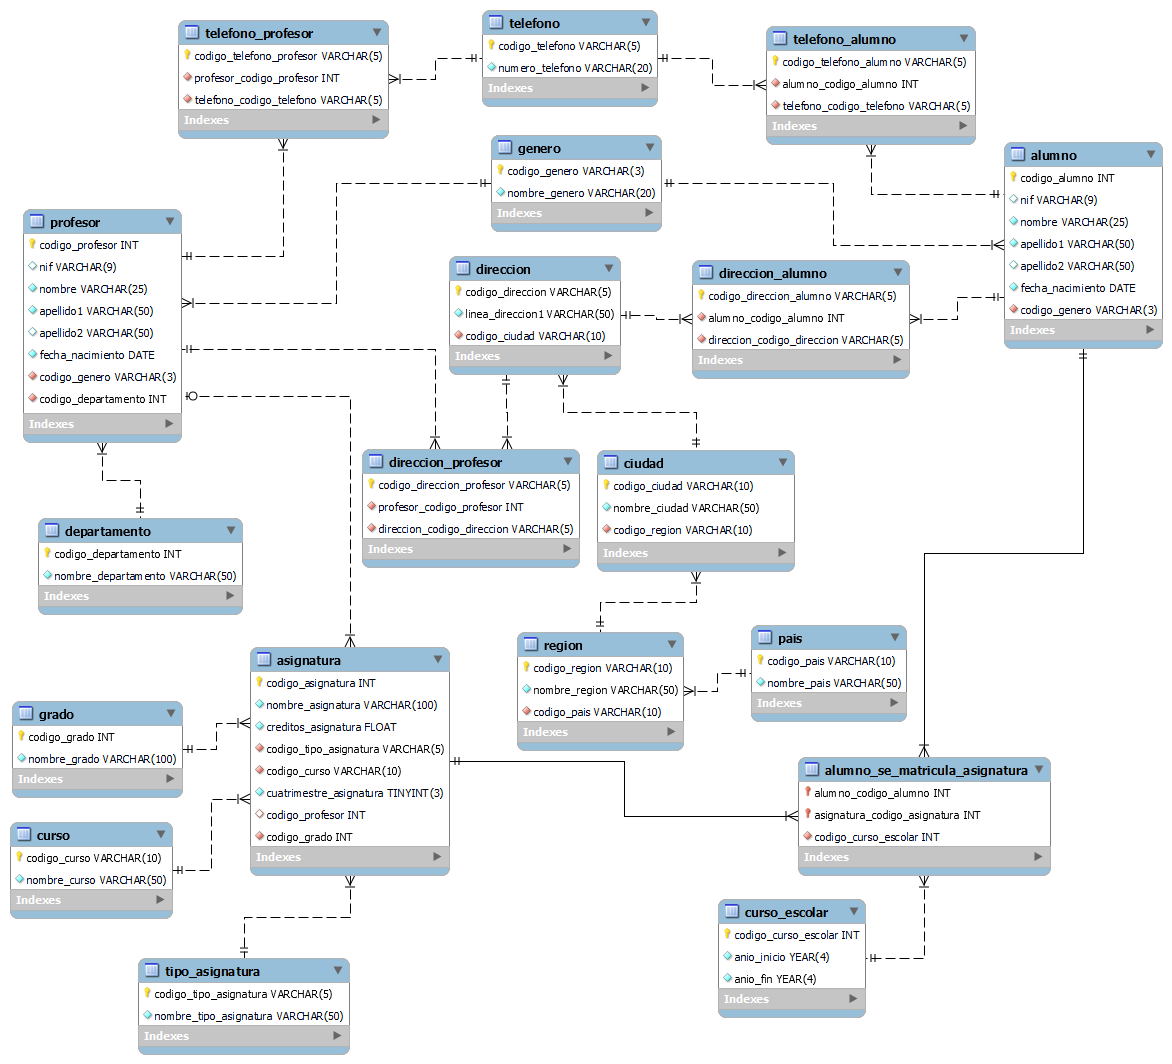 telefono_profesor
codigo_telefono_profesor VARCHAR(5)
profesor_codigo_profesor INT
telefono_codigo_telefono VARCHAR(5)
Indexes
telefono
codigo_telefono VARCHAR(5)
numero_telefono VARCHAR(20)
Indexes
telefono_alumno
codigo_telefono_alumno VARCHAR(5)
alumno_codigo_alumno INT
telefono_codigo_telefono VARCHAR(5)
Indexes
genero
codigo_genero VARCHAR(3)
nombre_genero VARCHAR(20)
Indexes
alumno
codigo_alumno INT
nif VARCHAR(9)
nombre VARCHAR(25)
apellido1 VARCHAR(50)
apellido2 VARCHAR(50)
fecha_nacimiento DATE
codigo_genero VARCHAR(3)
Indexes
profesor
codigo_profesor INT
nif VARCHAR(9)
nombre VARCHAR(25)
apellido1 VARCHAR(50)
apellido2 VARCHAR(50)
fecha_nacimiento DATE
codigo_genero VARCHAR(3)
codigo_departamento INT
Indexes
direccion
codigo_direccion VARCHAR(5)
linea_direccion1 VARCHAR(50)
codigo_ciudad VARCHAR(10)
Indexes
direccion_alumno
codigo_direccion_alumno VARCHAR(5)
alumno_codigo_alumno INT
direccion_codigo_direccion VARCHAR(5)
Indexes
direccion_profesor
codigo_direccion_profesor VARCHAR(5)
profesor_codigo_profesor INT
direccion_codigo_direccion VARCHAR(5)
Indexes
ciudad
codigo_ciudad VARCHAR(10)
nombre_ciudad VARCHAR(50)
codigo_region VARCHAR(10)
Indexes
departamento
codigo_departamento INT
nombre_departamento VARCHAR(50)
Indexes
region
codigo_region VARCHAR(10)
nombre_region VARCHAR(50)
codigo_pais VARCHAR(10)
Indexes
pais
codigo_pais VARCHAR(10)
nombre_pais VARCHAR(50)
Indexes
asignatura
codigo_asignatura INT
nombre_asignatura VARCHAR(100)
creditos_asignatura FLOAT
codigo_tipo_asignatura VARCHAR(5)
codigo_curso VARCHAR(10)
cuatrimestre_asignatura TINYINT(3)
codigo_profesor INT
codigo_grado INT
Indexes
grado
codigo_grado INT
nombre_grado VARCHAR(100)
Indexes
curso
codigo_curso VARCHAR(10)
nombre_curso VARCHAR(50)
Indexes
alumno_se_matricula_asignatura
alumno_codigo_alumno INT
asignatura_codigo_asignatura INT
codigo_curso_escolar INT
Indexes
curso_escolar
codigo_curso_escolar INT
anio_inicio YEAR(4)
anio_fin YEAR(4)
Indexes
tipo_asignatura
codigo_tipo_asignatura VARCHAR(5)
nombre_tipo_asignatura VARCHAR(50)
Indexes